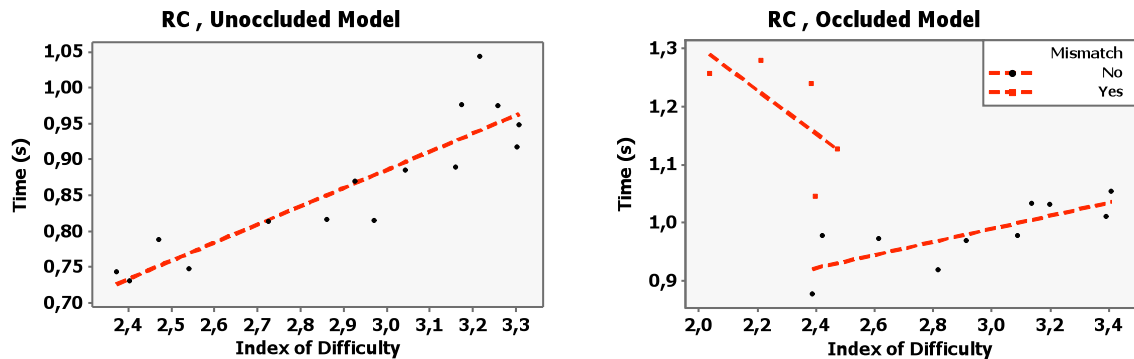 RC , Unoccluded Model
1,05
1,00
0,95
0,90
0,85
0,80
0,75
0,70
Time (s)
2,4 2,5 2,6 2,7 2,8 2,9 3,0 3,1 3,2 3,3
Index of Difficulty
RC , Occluded Model
1,3
1,2
1,1
1,0
0,9
Time (s)
Mismatch
No
Yes
2,0 2,2 2,4 2,6 2,8 3,0 3,2 3,4
Index of Difficulty